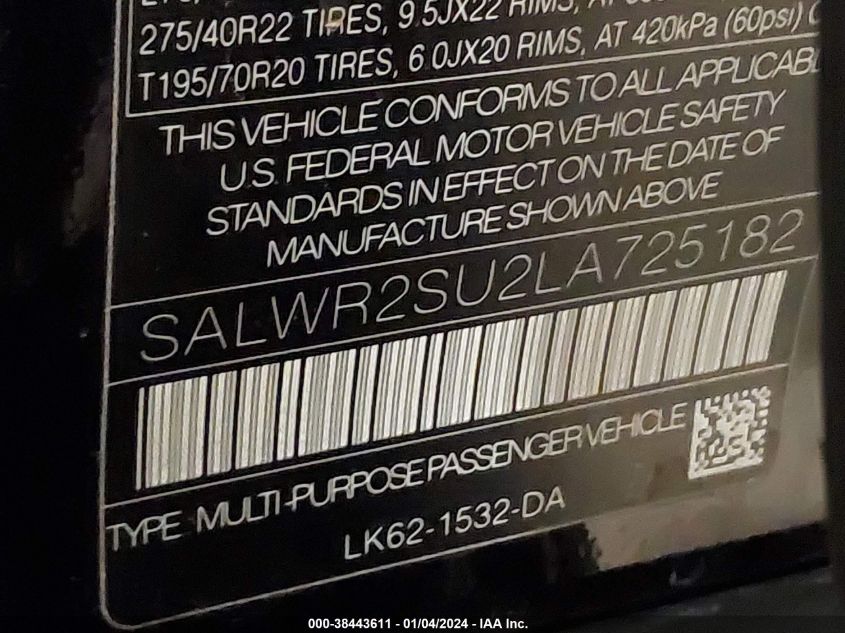 275/40R22 TIRES, 9.5JX22 RIMS, AT
T195/70R20 TIRES, 6.0JX20 RIMS, AT 420kPa (60psi)
THIS VEHICLE CONFORMS TO ALL APPLICABL
U.S. FEDERAL MOTOR VEHICLE SAFETY
STANDARDS IN EFFECT ON THE DATE OF
MANUFACTURE SHOWN ABOVE
SALWR2SU2LA725182
TYPE MULTI-PURPOSE PASSENGER VEHICLE
LK62-1532-DA
000-38443611 - 01/04/2024 - IAA Inc.